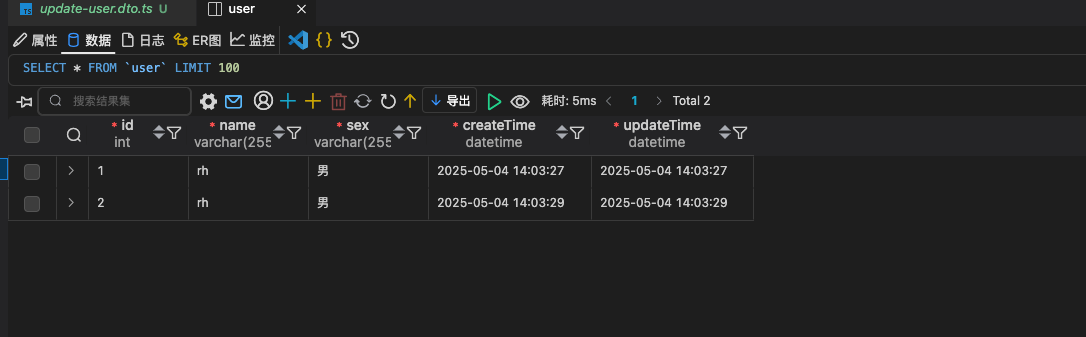 TS update-user.dto.ts U user
属性 数据 日志 ER图 监控 {}
SELECT * FROM `user` LIMIT 100
搜索结果集 导出 耗时: 5ms 1 Total 2
* id * name * sex * createTime * updateTime
int varchar(255 varchar(255 datetime datetime
1 rh 男 2025-05-04 14:03:27 2025-05-04 14:03:27
2 rh 男 2025-05-04 14:03:29 2025-05-04 14:03:29